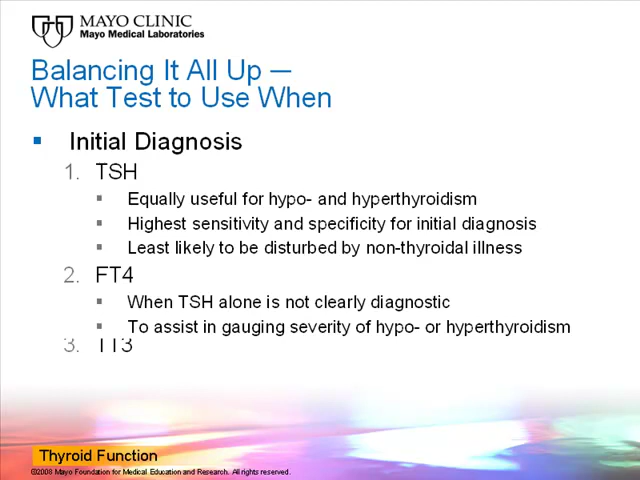 MAYO CLINIC
Mayo Medical Laboratories
Balancing It All Up —
What Test to Use When
Initial Diagnosis
1. TSH
Equally useful for hypo- and hyperthyroidism
Highest sensitivity and specificity for initial diagnosis
Least likely to be disturbed by non-thyroidal illness
2. FT4
When TSH alone is not clearly diagnostic
To assist in gauging severity of hypo- or hyperthyroidism
3. TT3
Thyroid Function
©2008 Mayo Foundation for Medical Education and Research. All rights reserved.